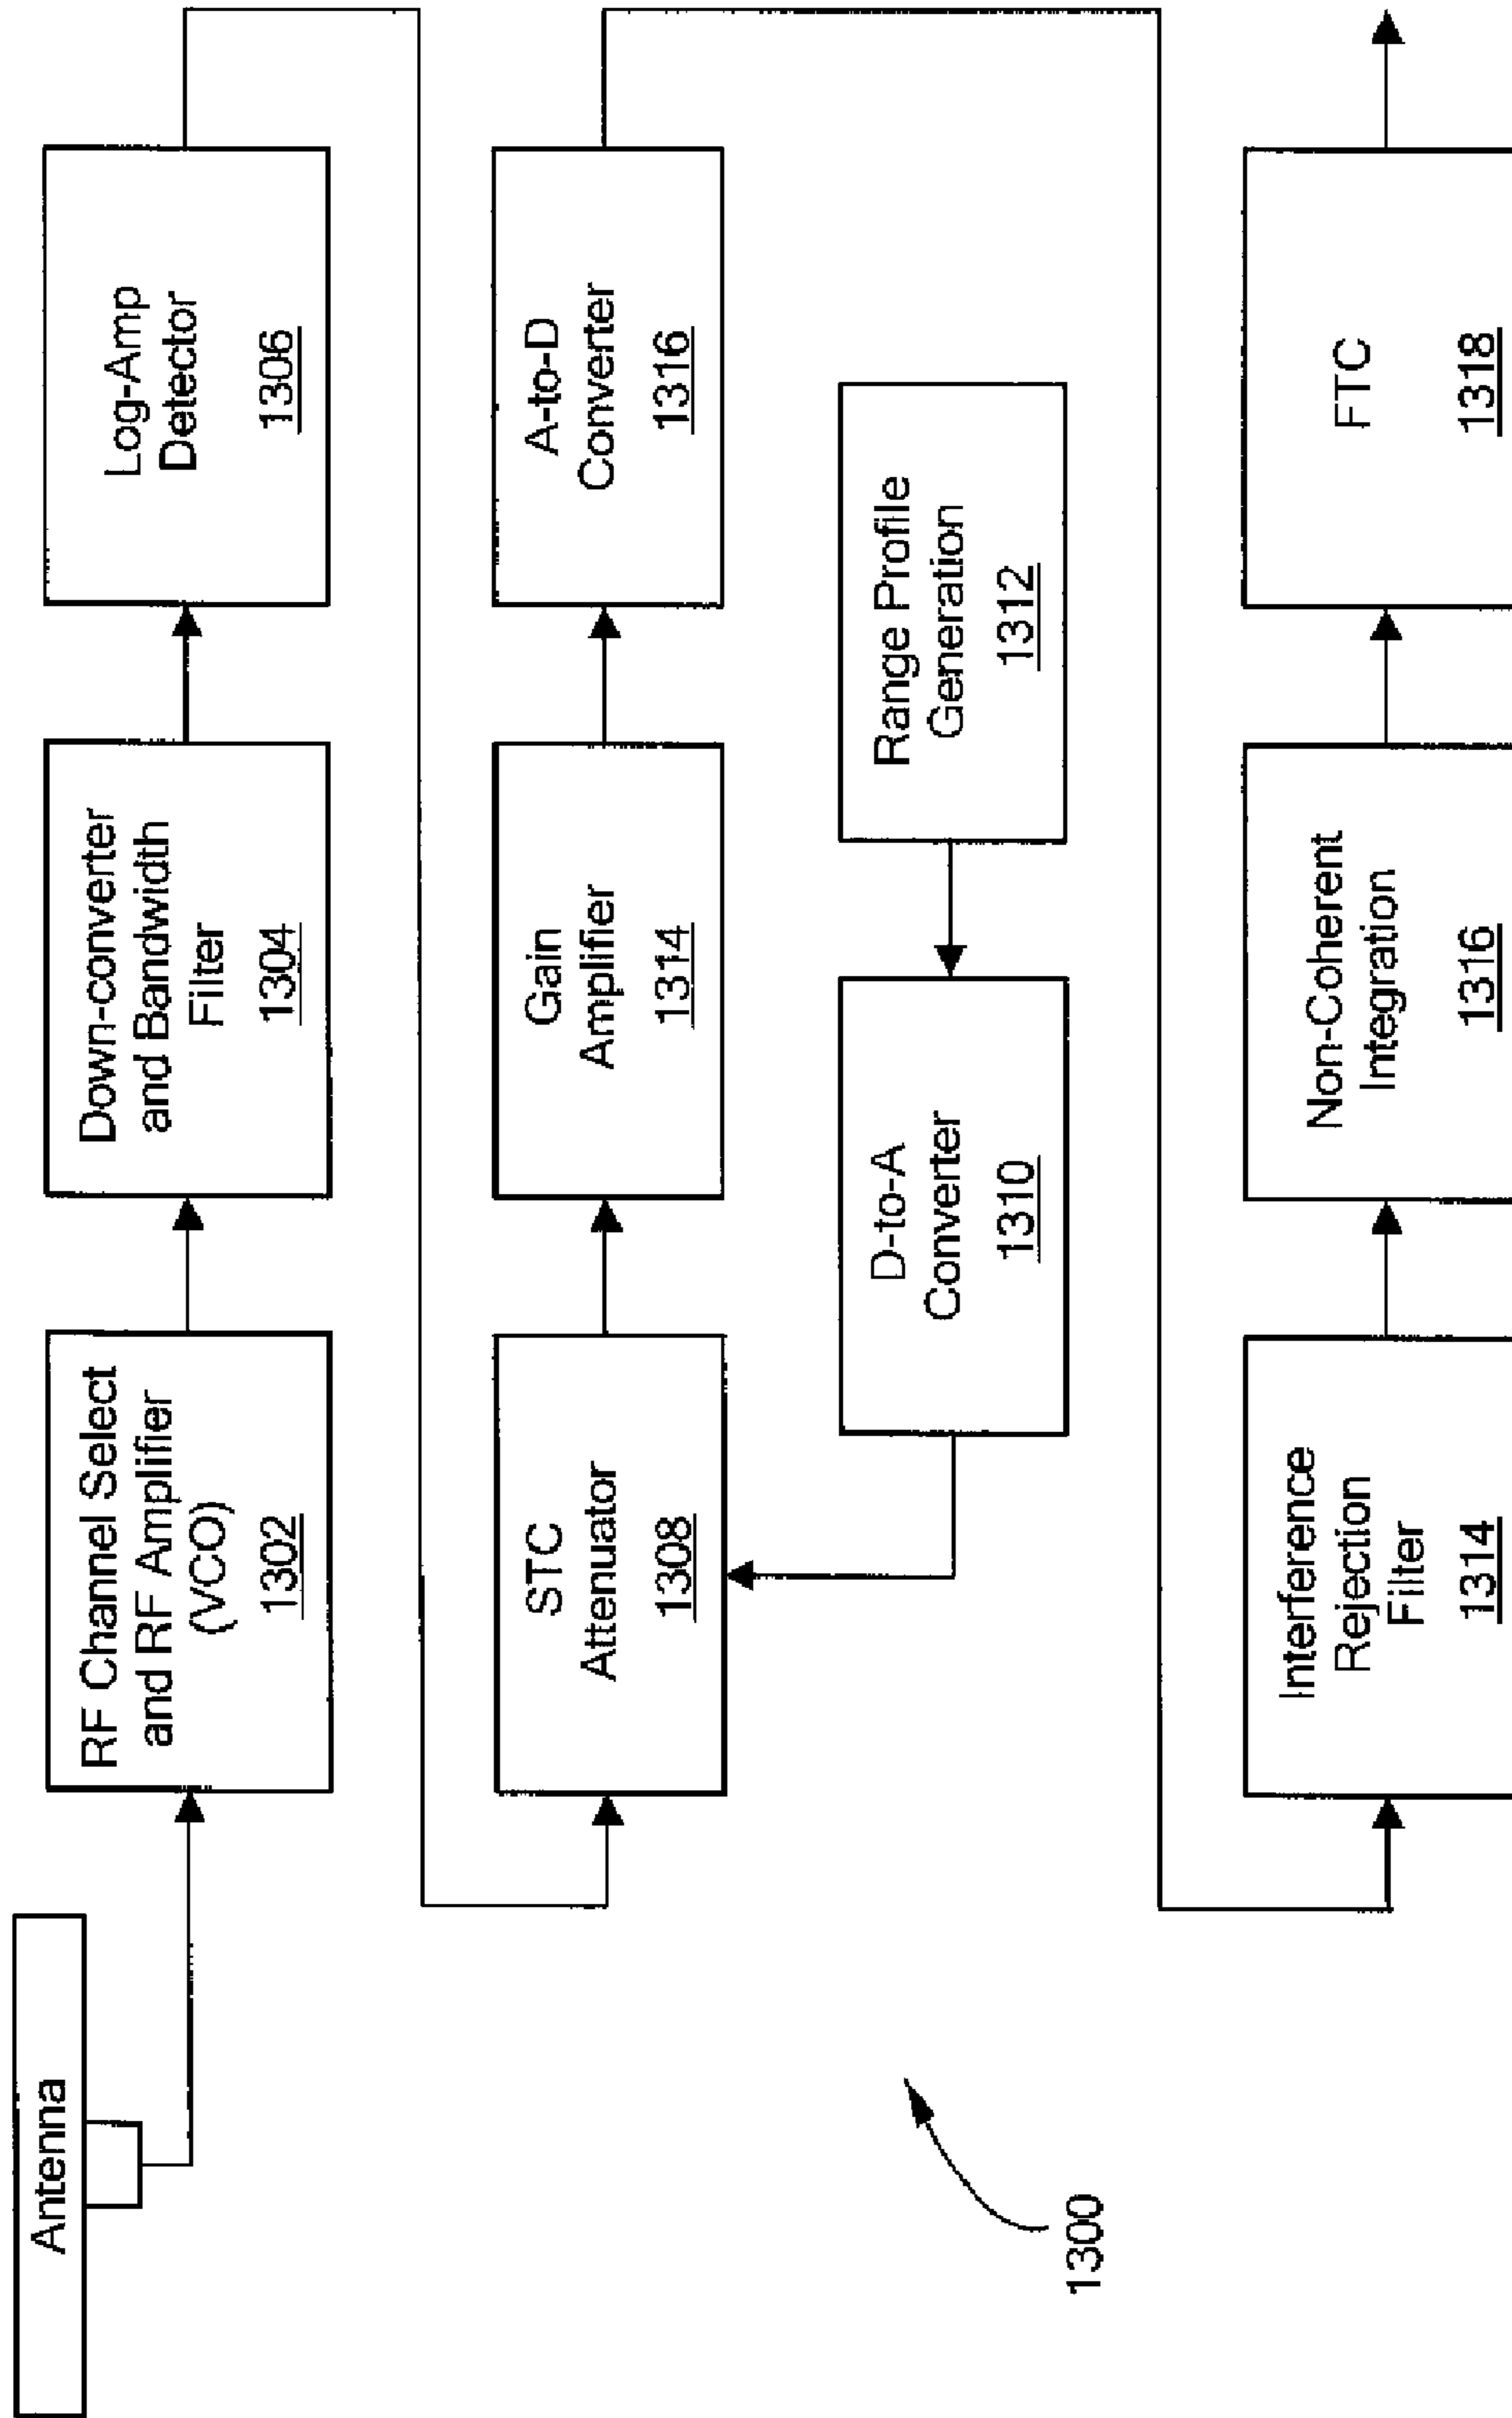 Antenna
RF Channel Select
and RF Amplifier
(VCO)
1302
Down-converter
and Bandwidth
Filter
1304
Log-Amp
Detector
1306
STC
Attenuator
1308
Gain
Amplifier
1314
A-to-D
Converter
1316
D-to-A
Converter
1310
Range Profile
Generation
1312
1300
Interference
Rejection
Filter
1314
Non-Coherent
Integration
1316
FTC
1318